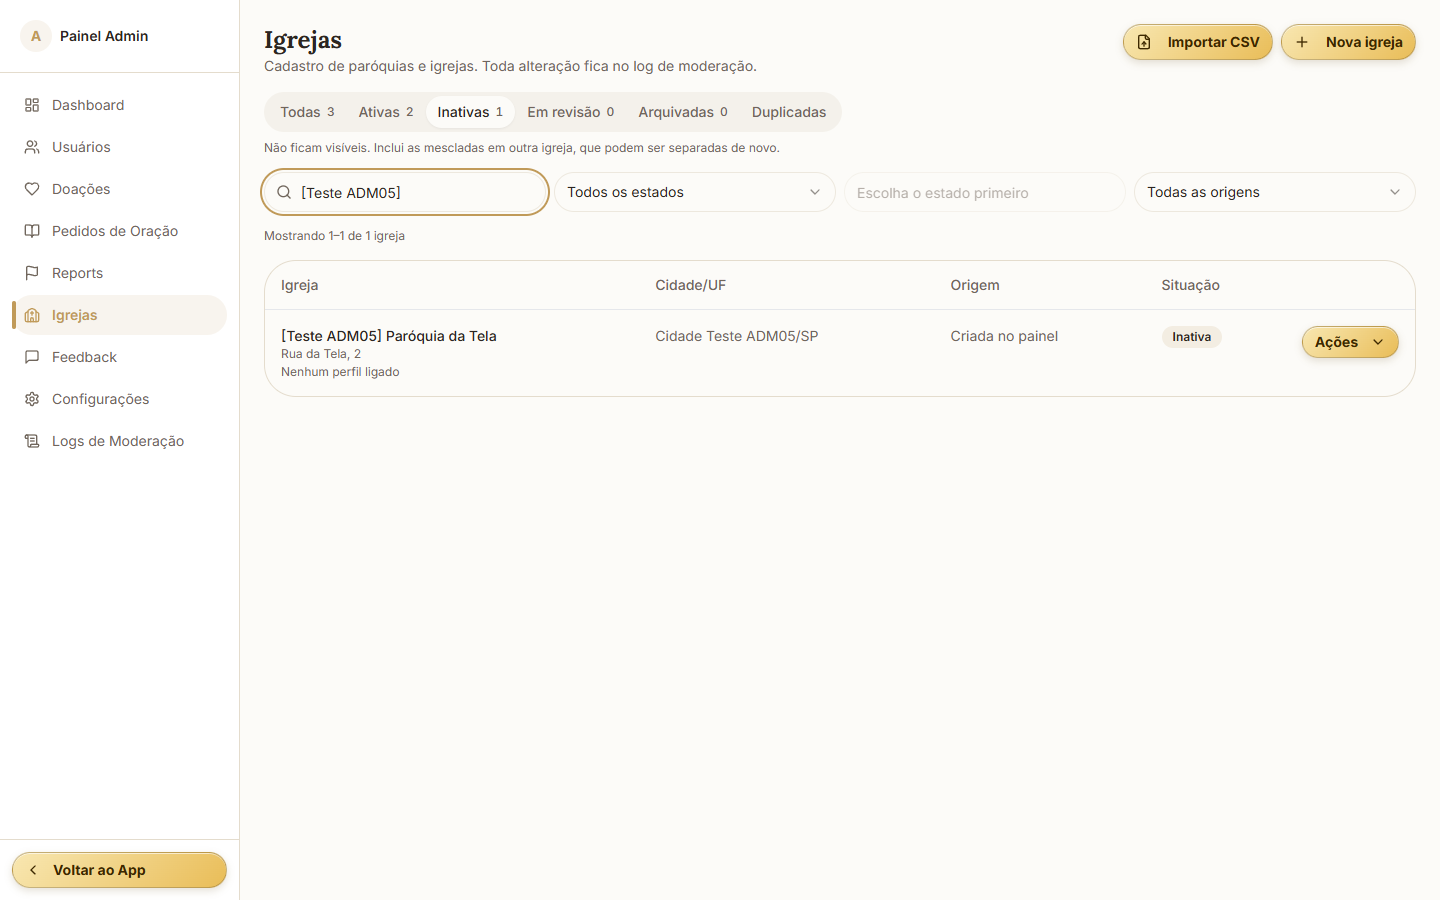 A Painel Admin
Dashboard
Usuários
Doações
Pedidos de Oração
Reports
Igrejas
Feedback
Configurações
Logs de Moderação
Voltar ao App
Igrejas
Cadastro de paróquias e igrejas. Toda alteração fica no log de moderação.
Importar CSV
Nova igreja
Todas 3 Ativas 2 Inativas 1 Em revisão 0 Arquivadas 0 Duplicadas
Não ficam visíveis. Inclui as mescladas em outra igreja, que podem ser separadas de novo.
[Teste ADM05] Todos os estados Escolha o estado primeiro Todas as origens
Mostrando 1–1 de 1 igreja
Igreja Cidade/UF Origem Situação
[Teste ADM05] Paróquia da Tela Cidade Teste ADM05/SP Criada no painel Inativa Ações
Rua da Tela, 2
Nenhum perfil ligado